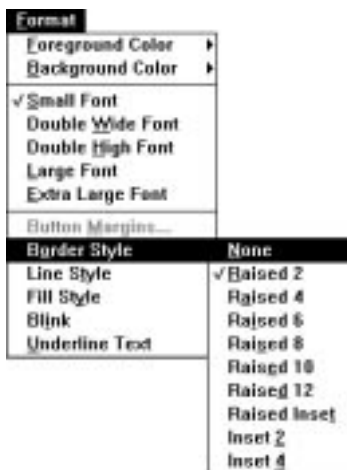 Format
Foreground Color
Background Color
Small Font
Double Wide Font
Double High Font
Large Font
Extra Large Font
Button Margins...
Border Style
None
Line Style
Raised 2
Fill Style
Raised 4
Blink
Raised 6
Underline Text
Raised 8
Raised 10
Raised 12
Raised Inset
Inset 2
Inset 4